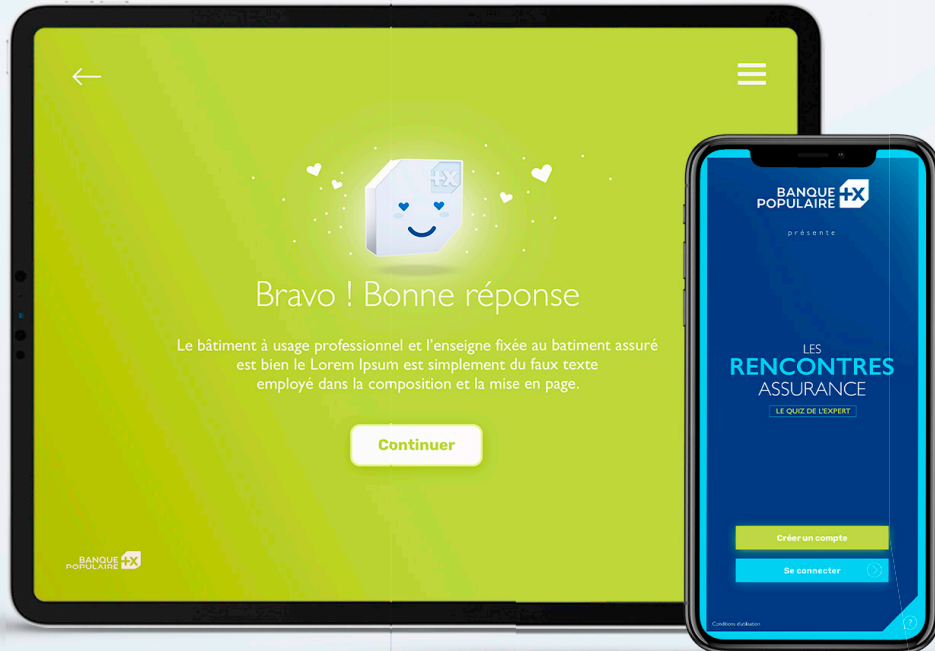 +X
Bravo ! Bonne réponse
Le bâtiment à usage professionnel et l'enseigne fixée au batiment assuré
est bien le Lorem Ipsum est simplement du faux texte
employé dans la composition et la mise en page.
Continuer
BANQUE
POPULAIRE
+X
BANQUE
POPULAIRE
+X
présente
LES
RENCONTRES
ASSURANCE
LE QUIZ DE L'EXPERT
Créer un compte
Se connecter
Conditions d'utilisation
?